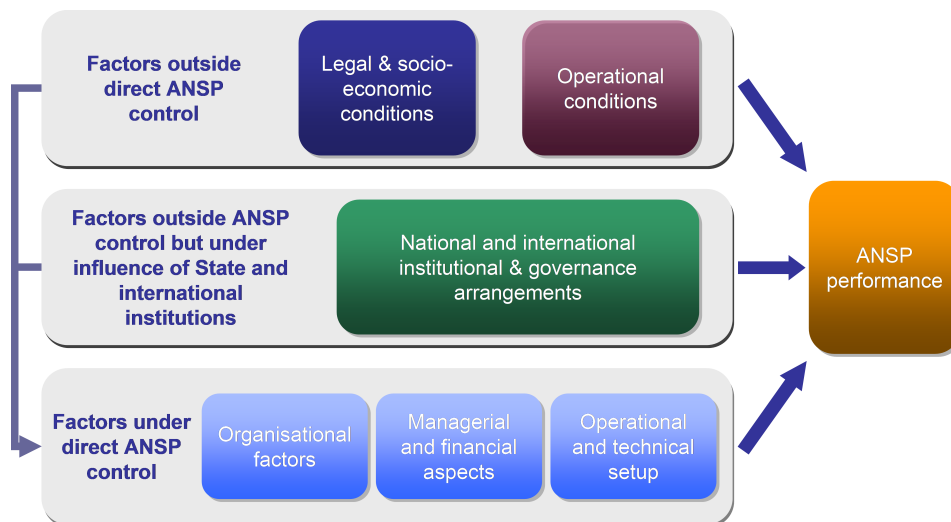 Factors outside
direct ANSP
control
Legal & socio-
economic
conditions
Operational
conditions
Factors outside ANSP
control but under
influence of State and
international
institutions
National and international
institutional & governance
arrangements
ANSP
performance
Factors under
direct ANSP
control
Organisational
factors
Managerial
and financial
aspects
Operational
and technical
setup